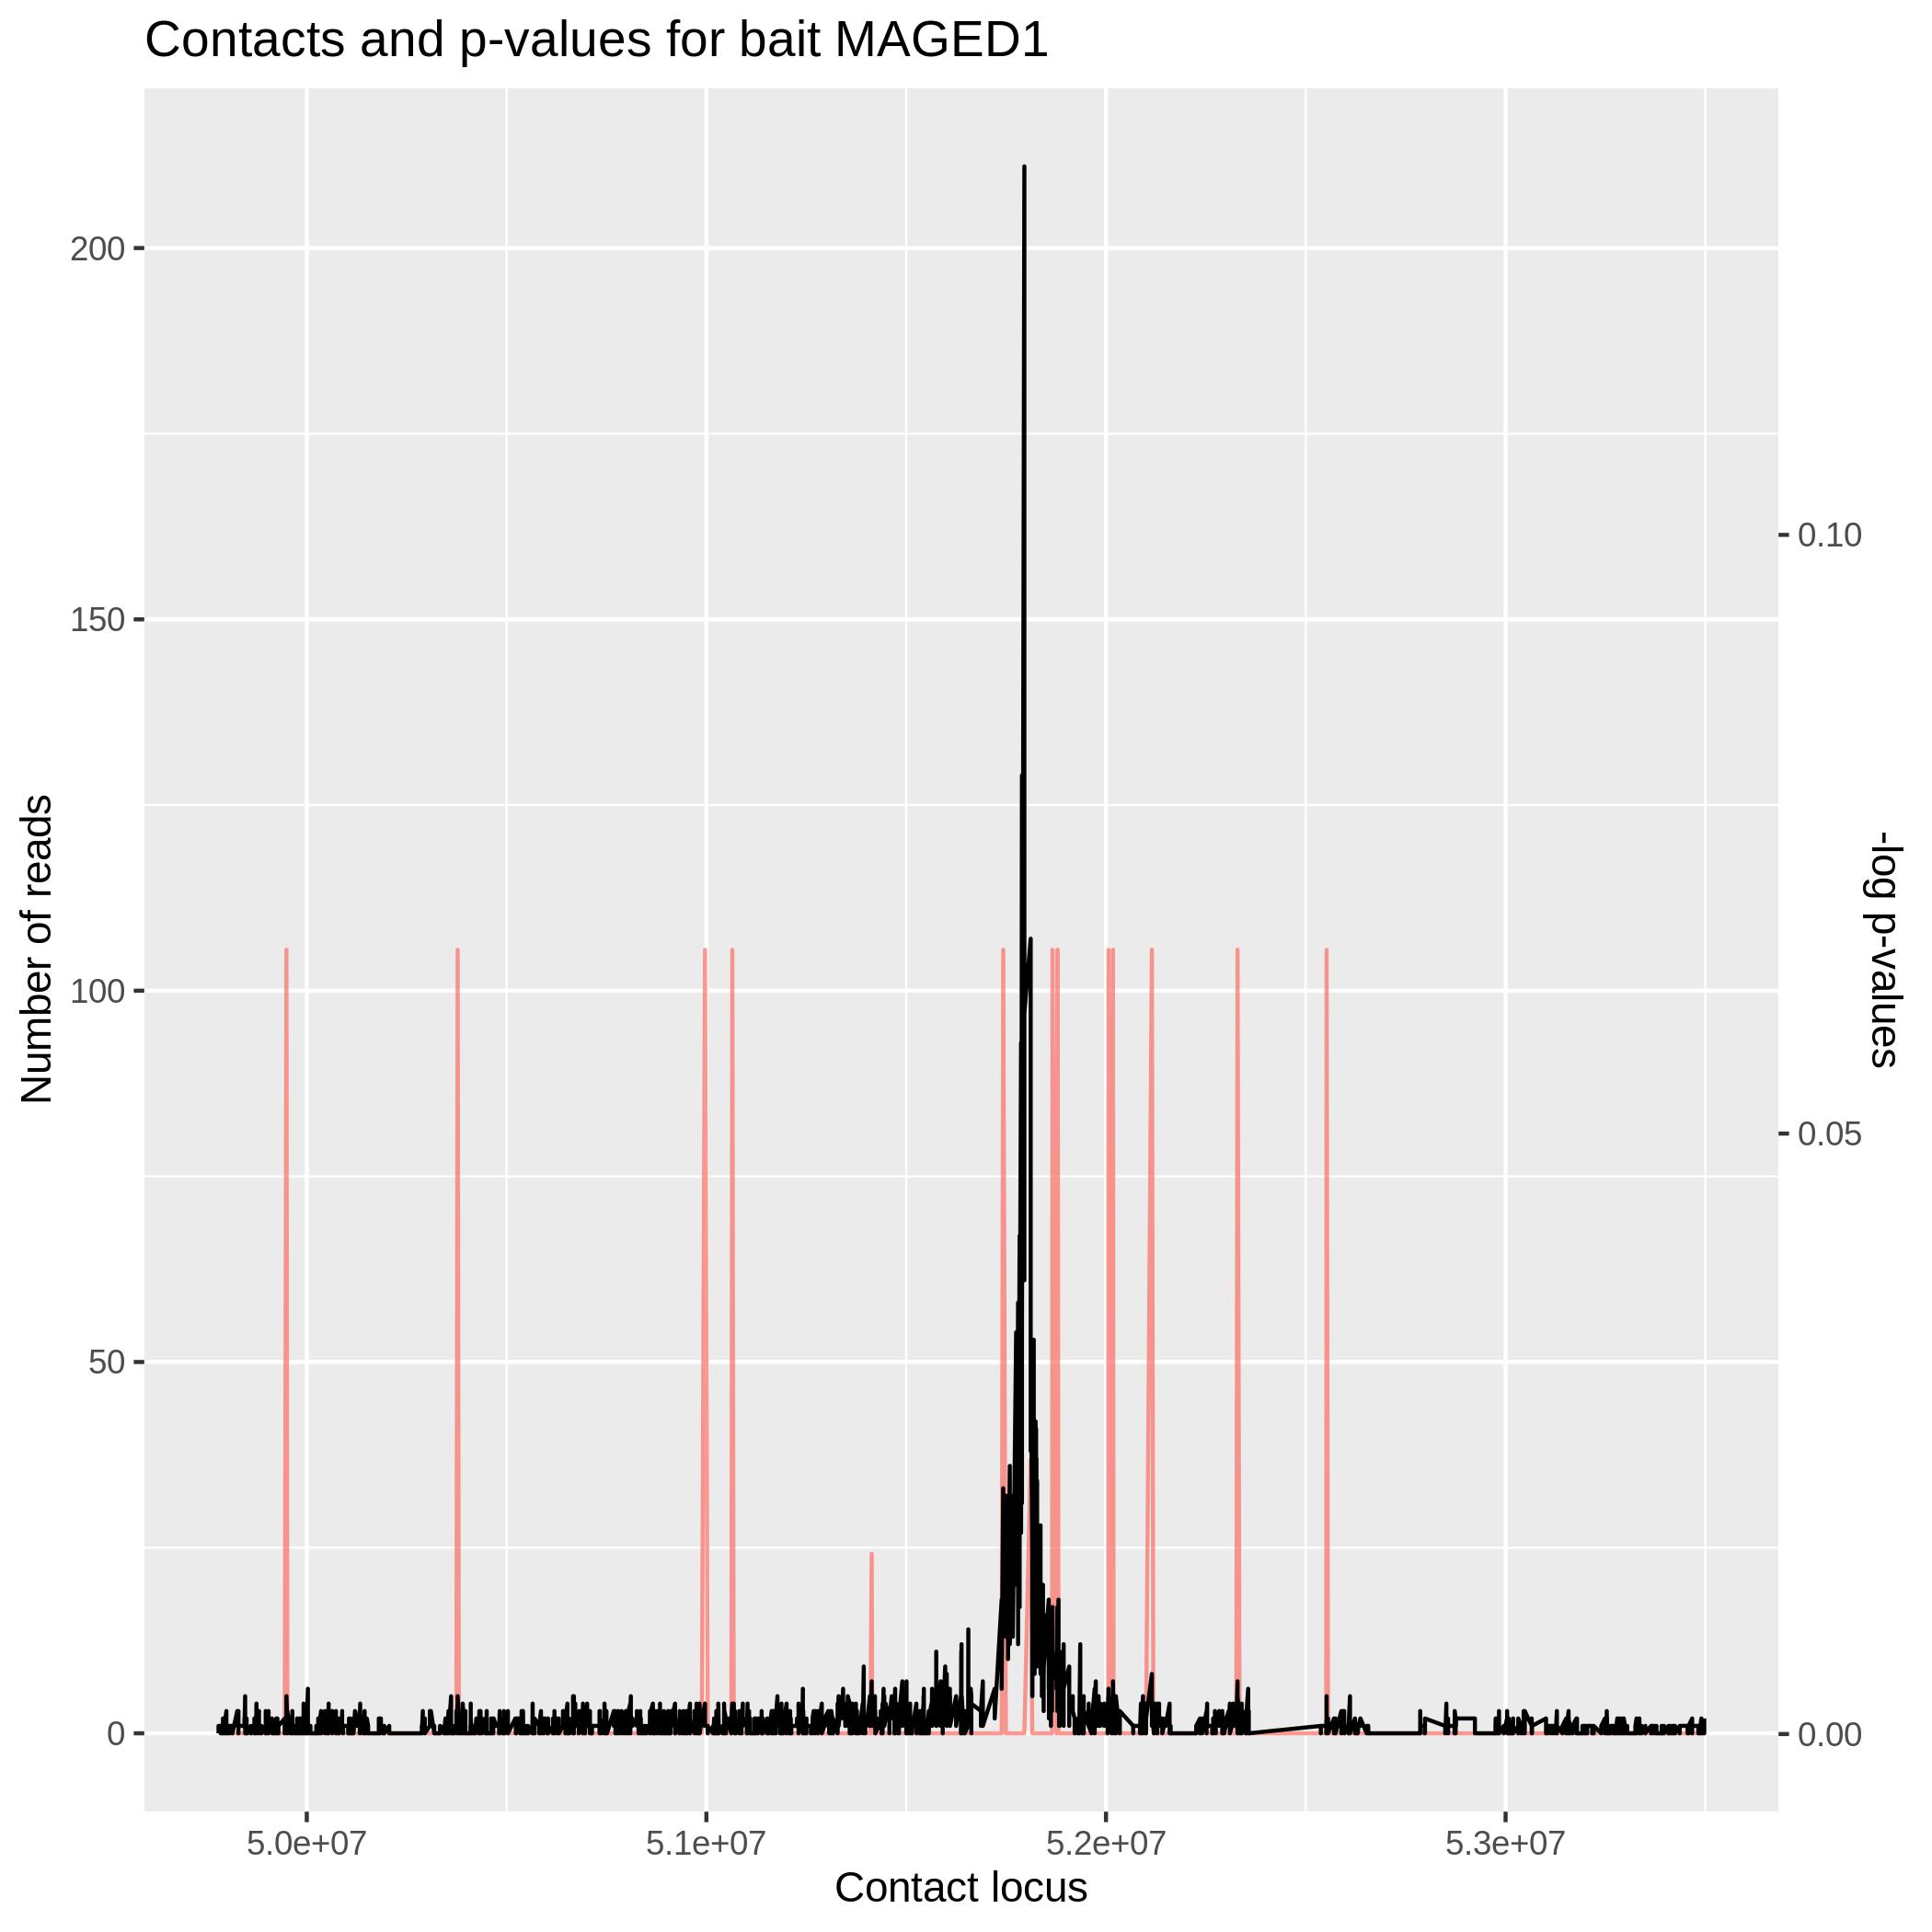 Contacts and p-values for bait MAGED1
200
150
100
50
0
Number of reads
0.10
0.05
0.00
-log p-values
5.0e+07
5.1e+07
5.2e+07
5.3e+07
Contact locus